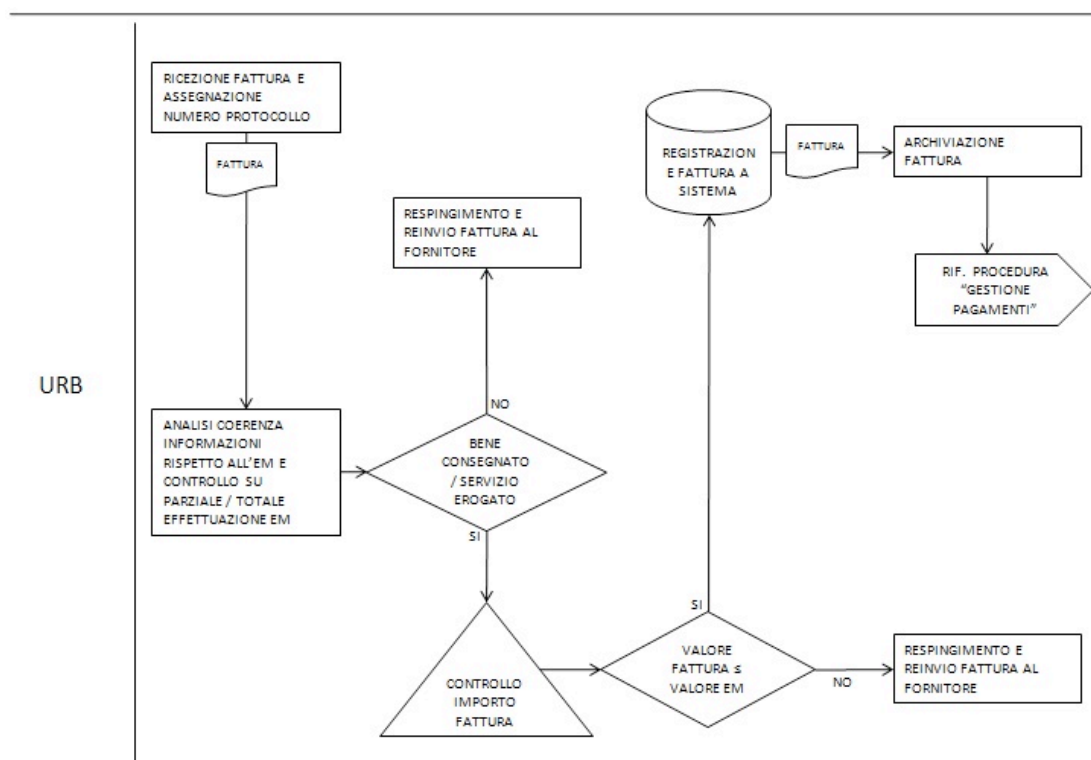 URB
RICEZIONE FATTURA E
ASSEGNAZIONE
NUMERO PROTOCOLLO
FATTURA
ANALISI COERENZA
INFORMAZIONI
RISPETTO ALL'EM E
CONTROLLO SU
PARZIALE / TOTALE
EFFETTUAZIONE EM
BENE
CONSEGNATO
/ SERVIZIO
EROGATO
NO
RESPINGIMENTO E
REINVIO FATTURA AL
FORNITORE
SI
CONTROLLO
IMPORTO
FATTURA
VALORE
FATTURA ≤
VALORE EM
NO
RESPINGIMENTO E
REINVIO FATTURA AL
FORNITORE
SI
REGISTRAZION
E FATTURA A
SISTEMA
FATTURA
ARCHIVIAZIONE
FATTURA
RIF. PROCEDURA
“GESTIONE
PAGAMENTI”